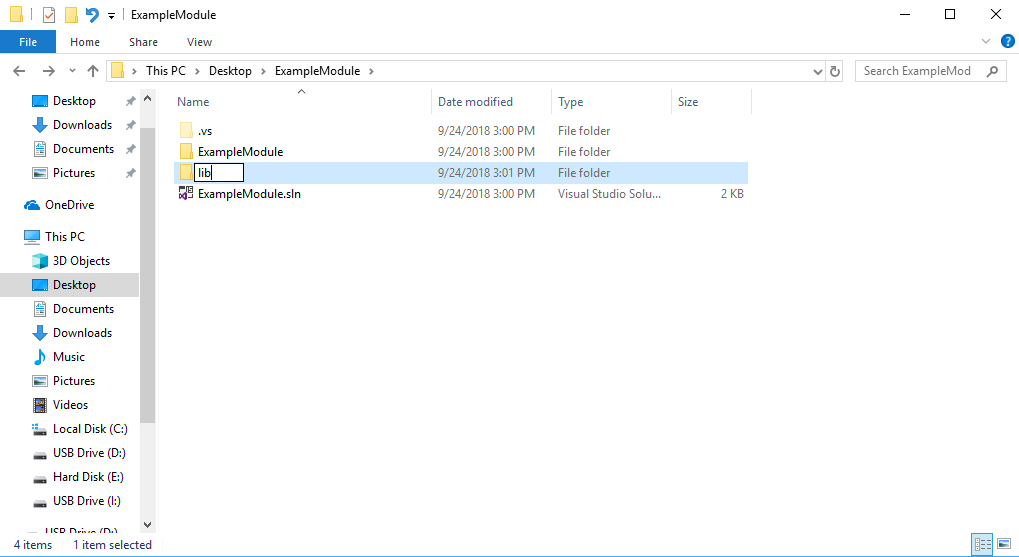 ExampleModule
File Home Share View
This PC Desktop ExampleModule Search ExampleMod
Name Date modified Type Size
Desktop
Downloads
Documents
Pictures
OneDrive
This PC
3D Objects
Desktop
Documents
Downloads
Music
Pictures
Videos
Local Disk (C:)
USB Drive (D:)
Hard Disk (E:)
USB Drive (I:)
USB Drive (D:)
.vs 9/24/2018 3:00 PM File folder
ExampleModule 9/24/2018 3:00 PM File folder
lib 9/24/2018 3:01 PM File folder
ExampleModule.sln 9/24/2018 3:00 PM Visual Studio Solu... 2 KB
4 items 1 item selected